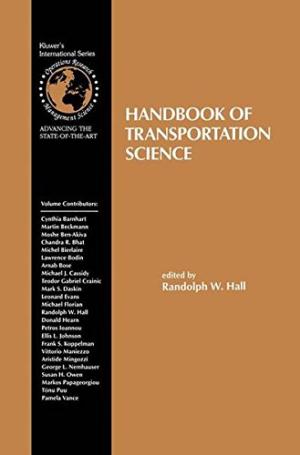 Kluwer's
International Series
Operations Research
Management Science
ADVANCING THE
STATE-OF-THE-ART
HANDBOOK OF
TRANSPORTATION
SCIENCE
edited by
Randolph W. Hall
Volume Contributors:
Cynthia Barnhart
Martin Beckmann
Moshe Ben-Akiva
Chandra R. Bhat
Michel Bierlaire
Lawrence Bodin
Arnab Bose
Michael J. Cassidy
Teodor Gabriel Crainic
Mark S. Daskin
Leonard Evans
Michael Florian
Randolph W. Hall
Donald Hearn
Petros Ioannou
Ellis L. Johnson
Frank S. Koppelman
Vittorio Maniezzo
Aristide Mingozzi
George L. Nemhauser
Susan H. Owen
Markos Papageorgiou
Tönu Puu
Pamela Vance